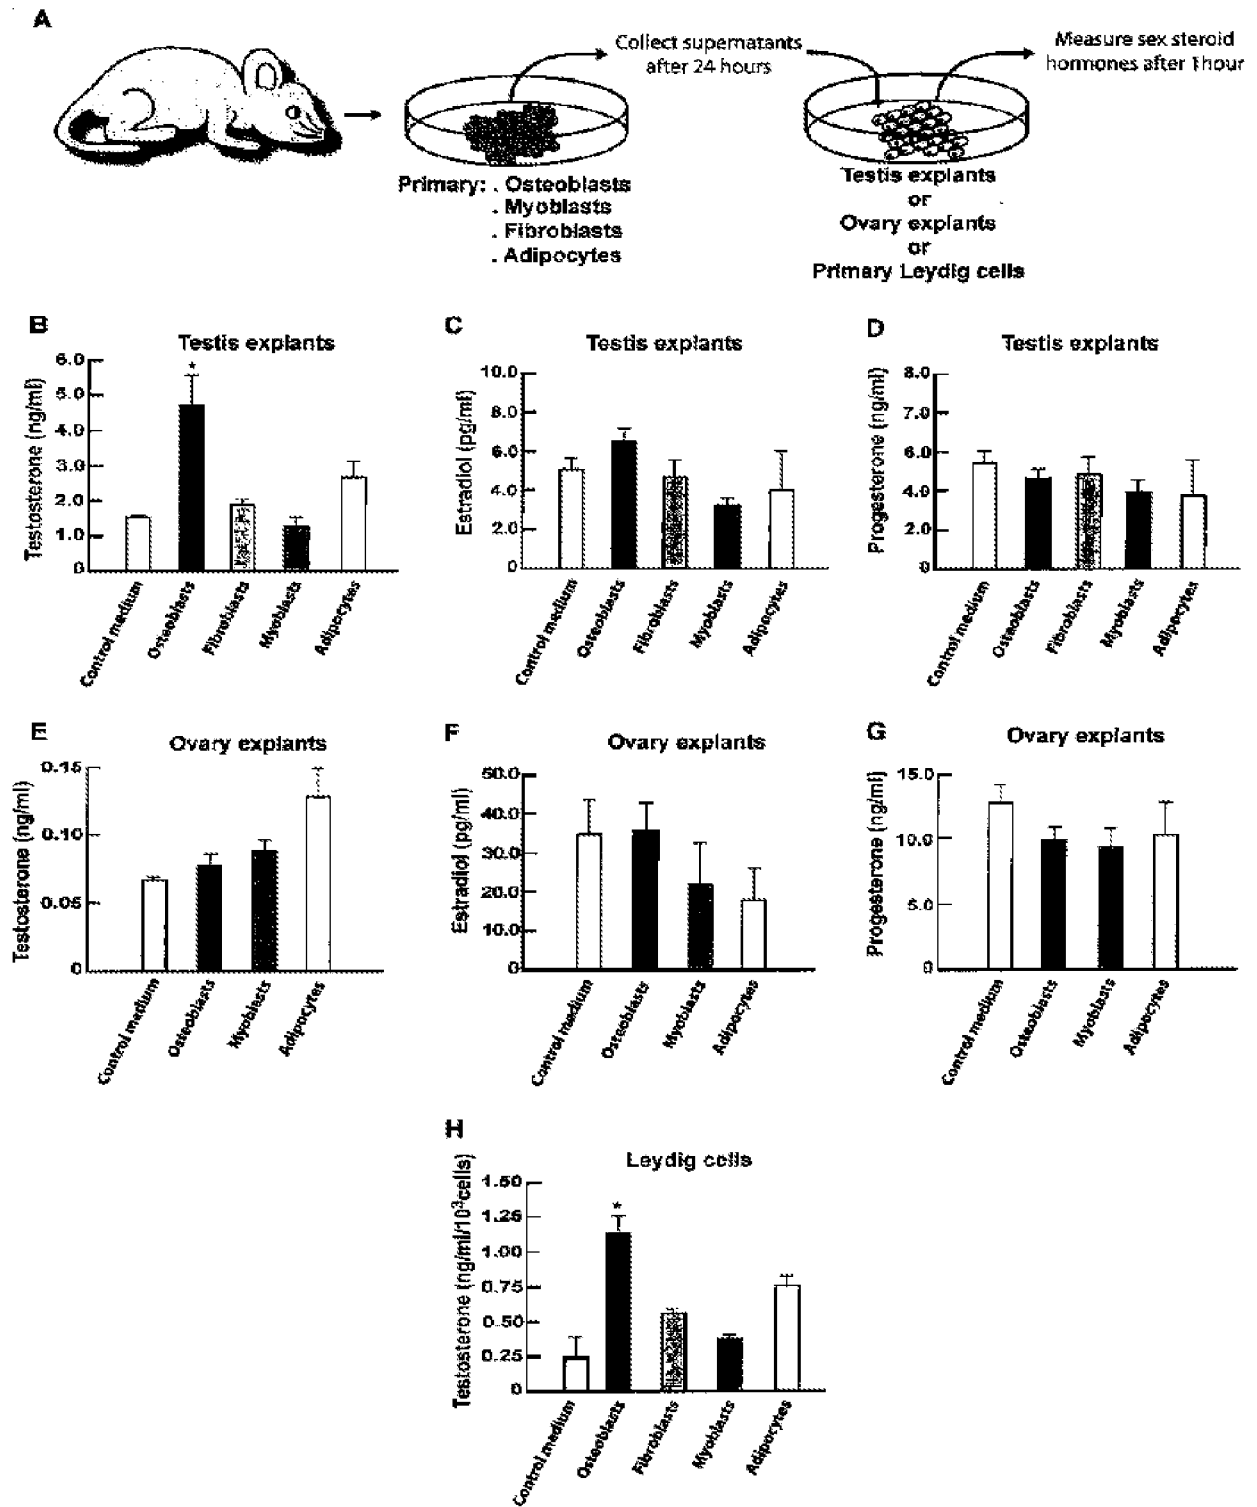 A
Collect supernatants
after 24 hours
Measure sex steroid
hormones after 1hour
Primary: . Osteoblasts
. Myoblasts
. Fibroblasts
. Adipocytes
Testis explants
or
Ovary explants
or
Primary Leydig cells
B
Testis explants
Testosterone (ng/ml)
6.0
5.0
4.0
3.0
2.0
1.0
0
*
Control medium
Osteoblasts
Fibroblasts
Myoblasts
Adipocytes
C
Testis explants
Estradiol (pg/ml)
10.0
8.0
6.0
4.0
2.0
0
Control medium
Osteoblasts
Fibroblasts
Myoblasts
Adipocytes
D
Testis explants
Progesterone (ng/ml)
8.0
7.0
6.0
4.0
2.0
0
Control medium
Osteoblasts
Fibroblasts
Myoblasts
Adipocytes
E
Ovary explants
Testosterone (ng/ml)
0.15
0.10
0.05
0
Control medium
Osteoblasts
Myoblasts
Adipocytes
F
Ovary explants
Estradiol (pg/ml)
50.0
40.0
30.0
20.0
10.0
0
Control medium
Osteoblasts
Myoblasts
Adipocytes
G
Ovary explants
Progesterone (ng/ml)
15.0
10.0
5.0
0
Control medium
Osteoblasts
Myoblasts
Adipocytes
H
Leydig cells
Testosterone (ng/ml/10³cells)
1.50
1.25
1.00
0.75
0.50
0.25
0
*
Control medium
Osteoblasts
Fibroblasts
Myoblasts
Adipocytes